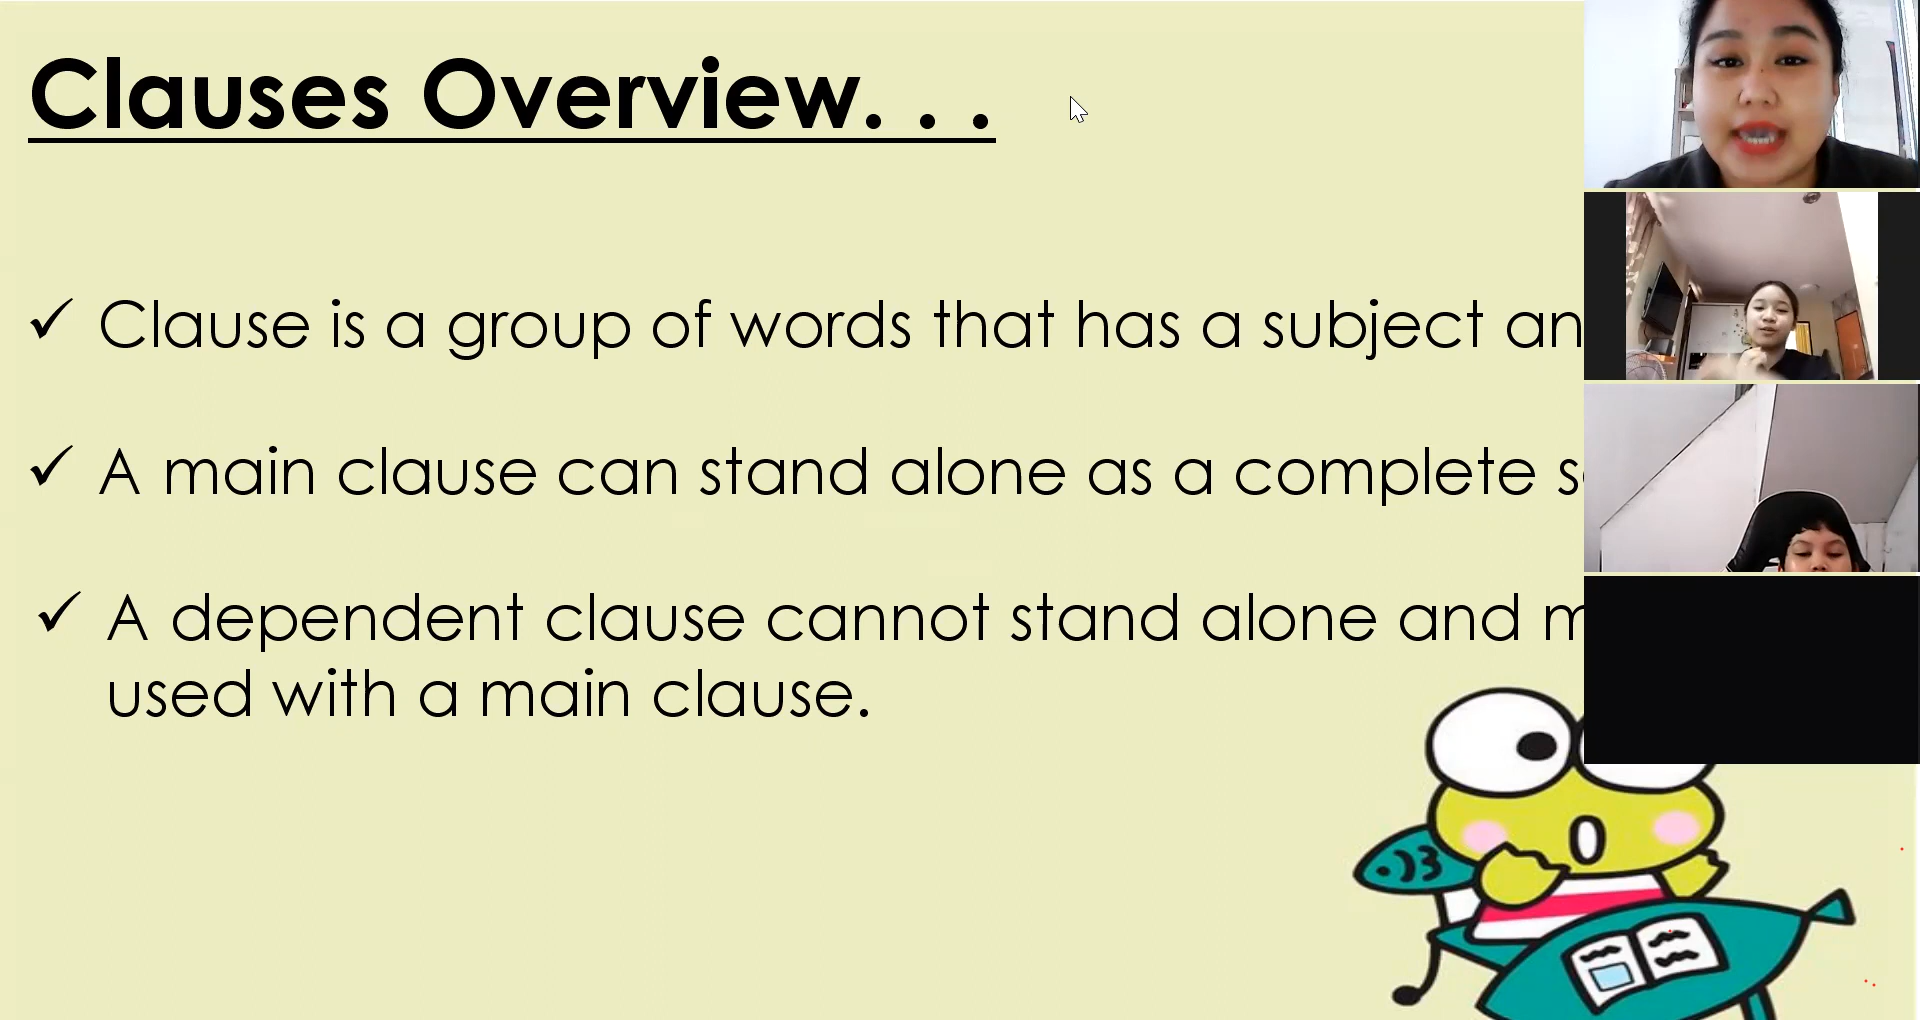 Clauses Overview. . .
✓ Clause is a group of words that has a subject an
✓ A main clause can stand alone as a complete s
✓ A dependent clause cannot stand alone and m
used with a main clause.